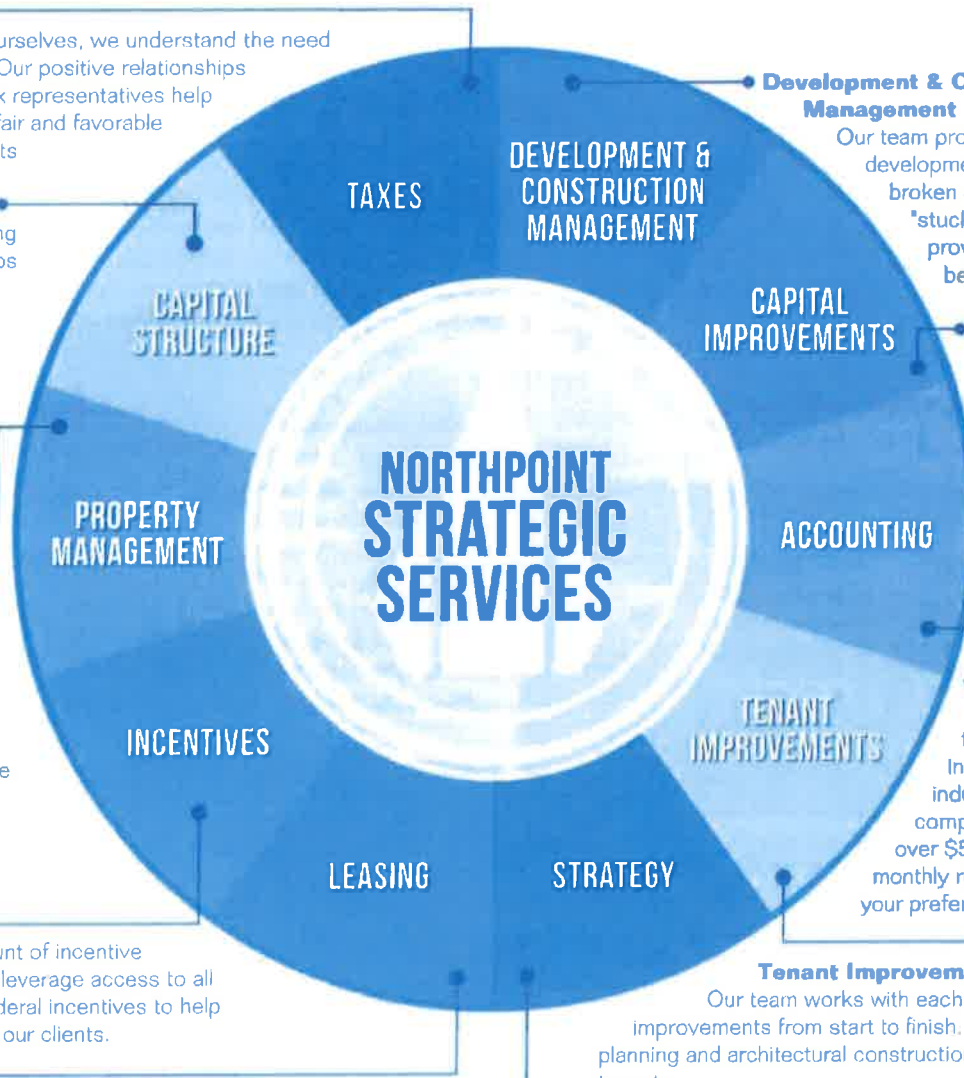 urselves, we understand the need
Our positive relationships
x representatives help
fair and favorable
ts
ng
ps
e
unt of incentive
leverage access to all
deral incentives to help
our clients.
TAXES
DEVELOPMENT &
CONSTRUCTION
MANAGEMENT
CAPITAL
IMPROVEMENTS
ACCOUNTING
TENANT
IMPROVEMENTS
STRATEGY
LEASING
INCENTIVES
PROPERTY
MANAGEMENT
CAPITAL
STRUCTURE
NORTHPOINT
STRATEGIC
SERVICES
Development & C
Management
Our team pro
developme
broken
"stuck
prov
be
t
In
indu
comp
over $5
monthly r
your prefer
Tenant Improvem
Our team works with each
improvements from start to finish.
planning and architectural constructio